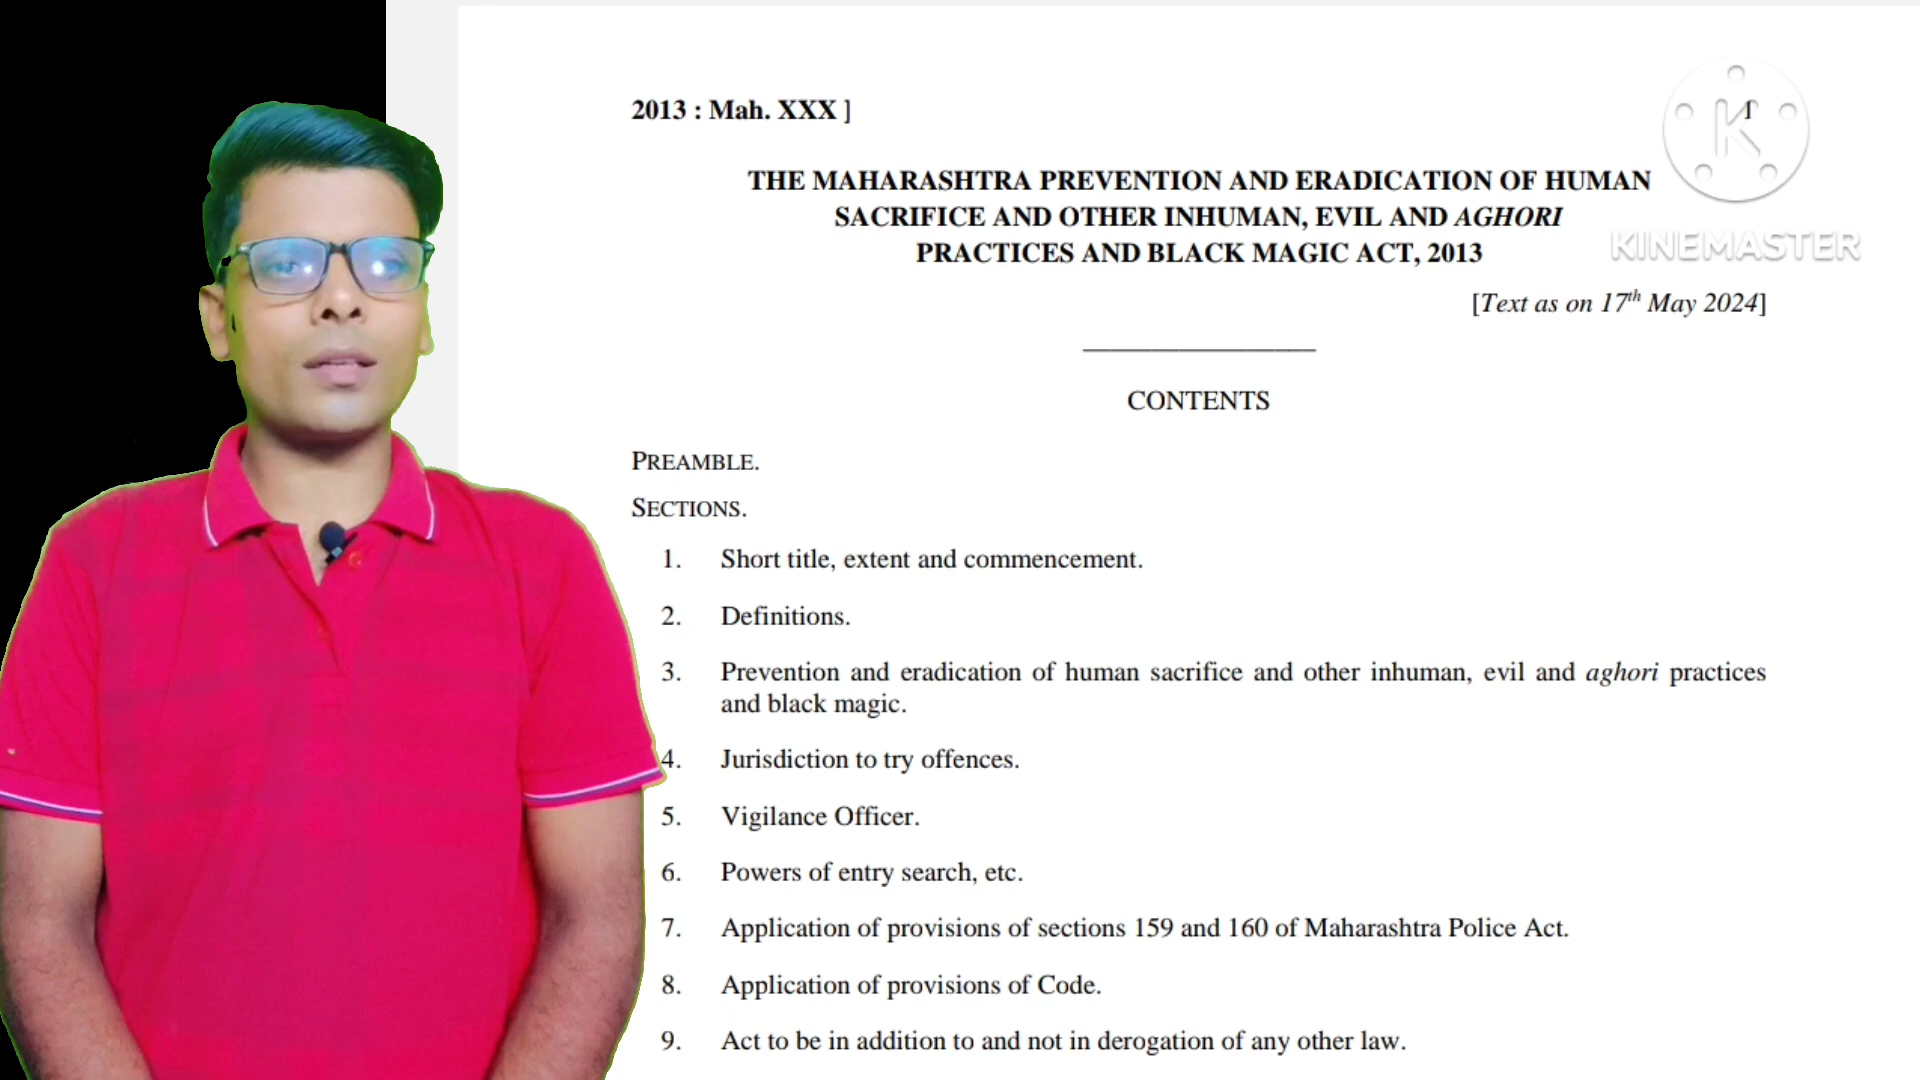 2013 : Mah. XXX ]
1
THE MAHARASHTRA PREVENTION AND ERADICATION OF HUMAN
SACRIFICE AND OTHER INHUMAN, EVIL AND AGHORI
PRACTICES AND BLACK MAGIC ACT, 2013
KINEMASTER
[Text as on 17th May 2024]
CONTENTS
PREAMBLE.
SECTIONS.
1. Short title, extent and commencement.
2. Definitions.
3. Prevention and eradication of human sacrifice and other inhuman, evil and aghori practices
and black magic.
4. Jurisdiction to try offences.
5. Vigilance Officer.
6. Powers of entry search, etc.
7. Application of provisions of sections 159 and 160 of Maharashtra Police Act.
8. Application of provisions of Code.
9. Act to be in addition to and not in derogation of any other law.